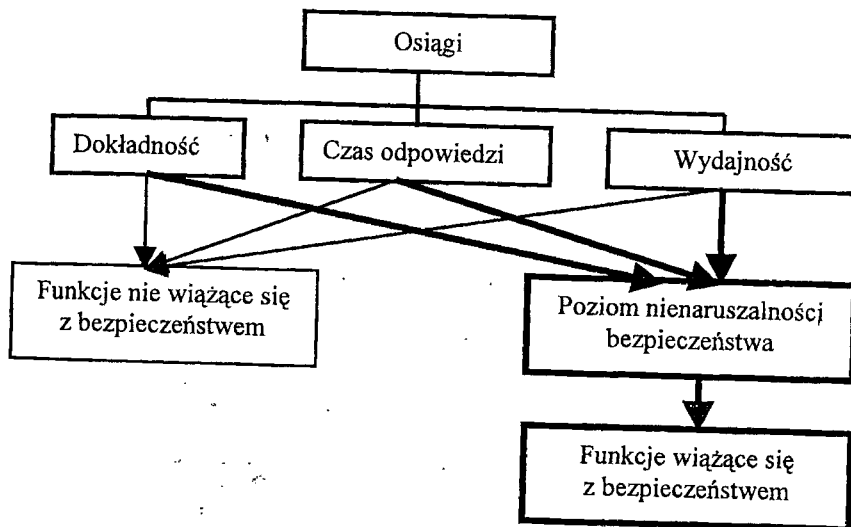 Osiągi
Dokładność
Czas odpowiedzi
Wydajność
Funkcje nie wiążące się
z bezpieczeństwem
Poziom nienaruszalności
bezpieczeństwa
Funkcje wiążące się
z bezpieczeństwem